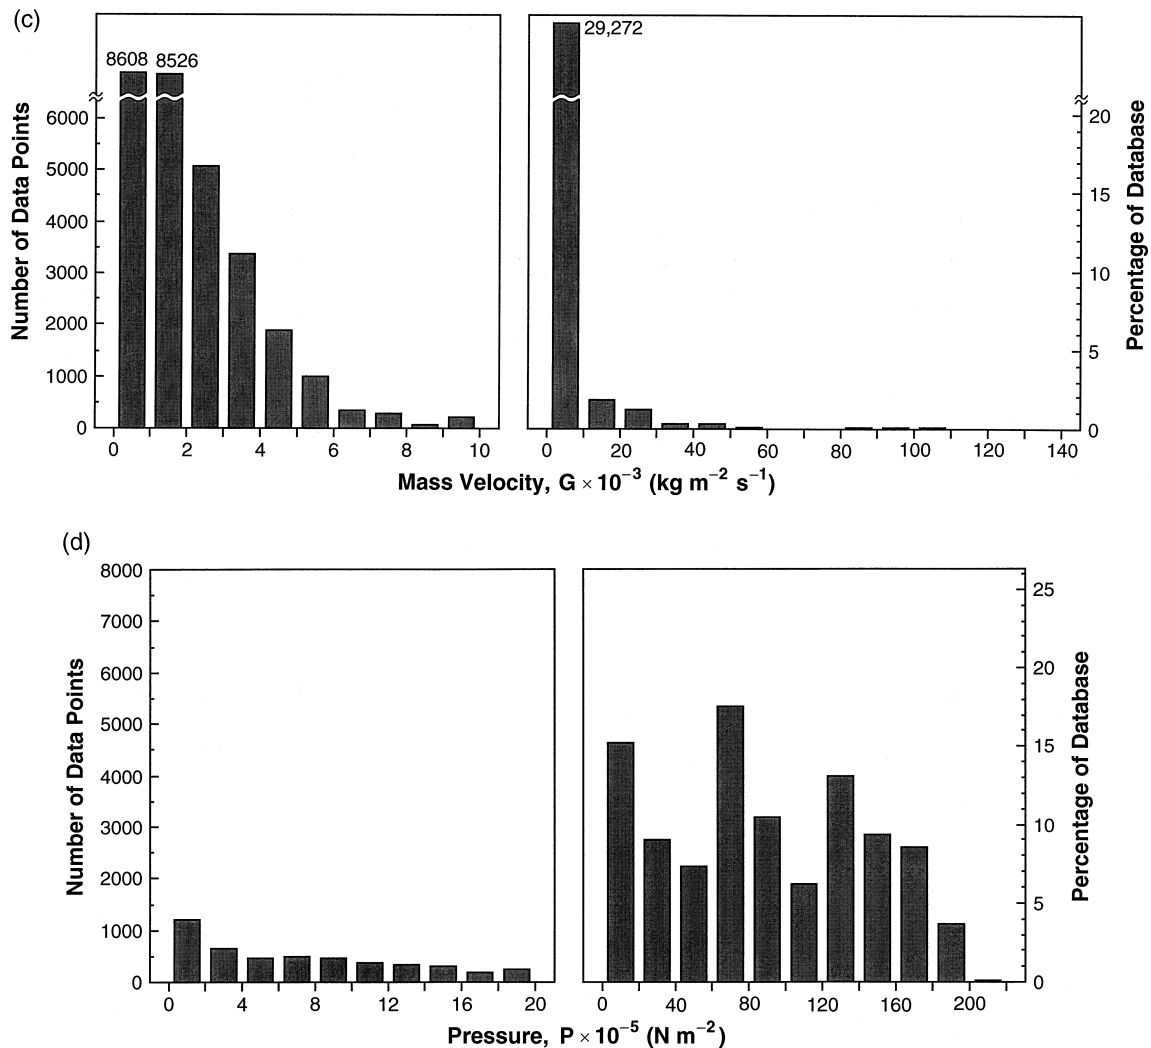 (c)
8608 8526
29,272
6000
5000
4000
3000
2000
1000
0
Number of Data Points
20
15
10
5
0
Percentage of Database
0 2 4 6 8 10
0 20 40 60 80 100 120 140
Mass Velocity, G × 10⁻³ (kg m⁻² s⁻¹)
(d)
8000
7000
6000
5000
4000
3000
2000
1000
0
Number of Data Points
25
20
15
10
5
0
Percentage of Database
0 4 8 12 16 20
0 40 80 120 160 200
Pressure, P × 10⁻⁵ (N m⁻²)